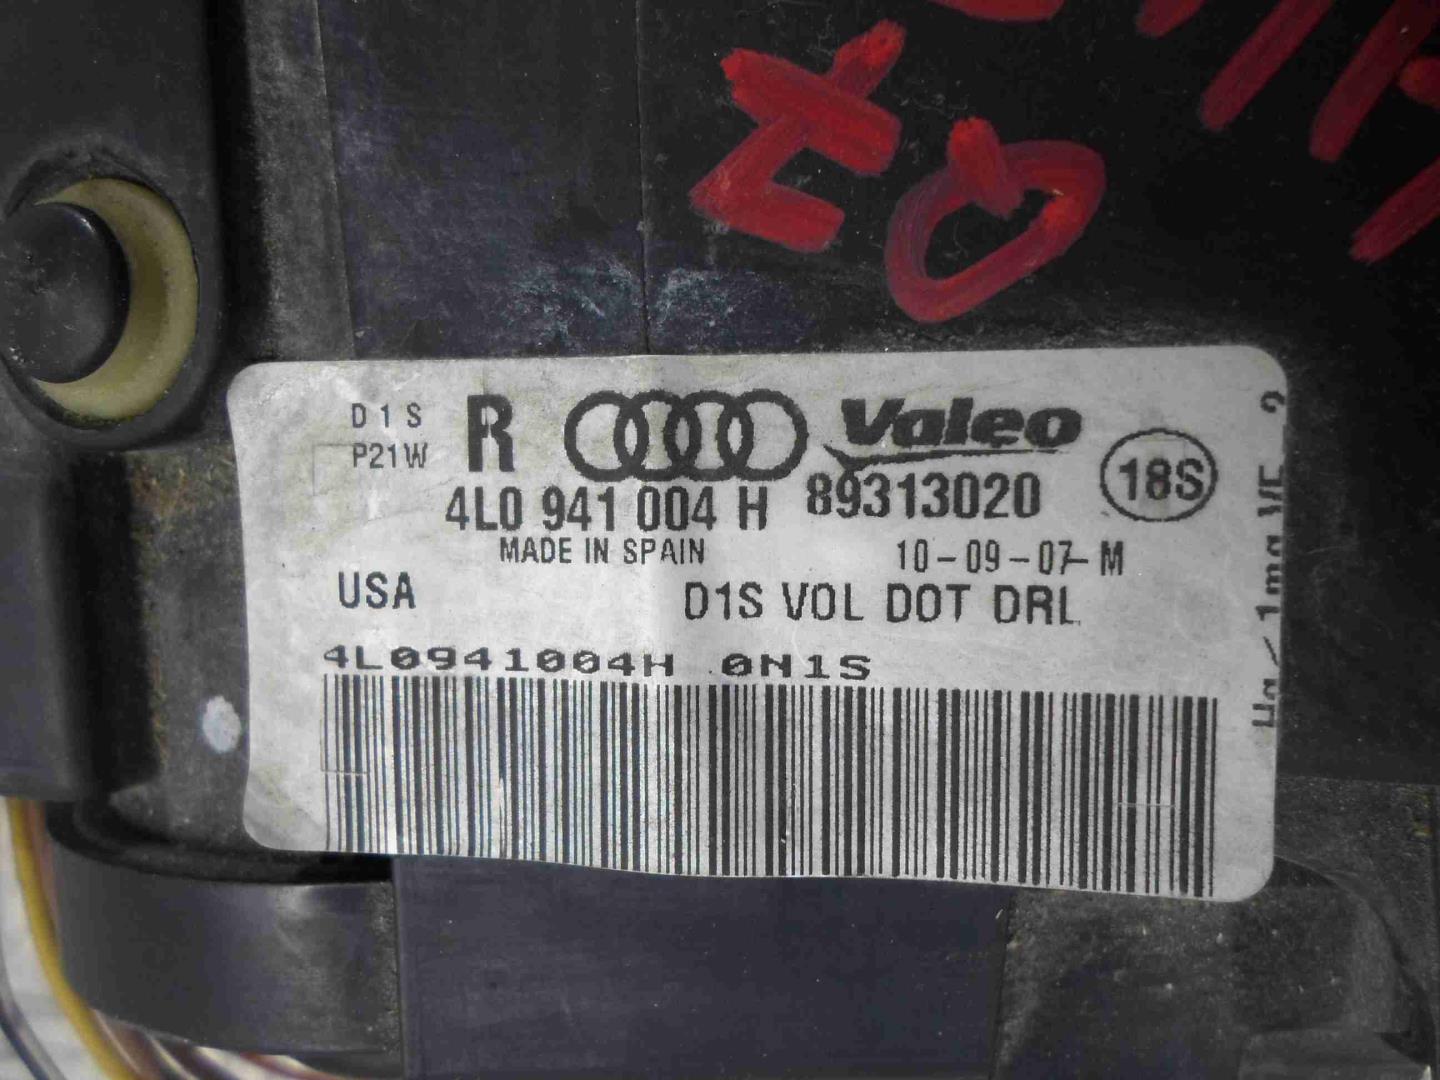 D1S R Valeo
P21W
4L0 941 004 H 89313020 18S
MADE IN SPAIN 10-09-07-M
USA D1S VOL DOT DRL
4L0941004H 0N1S